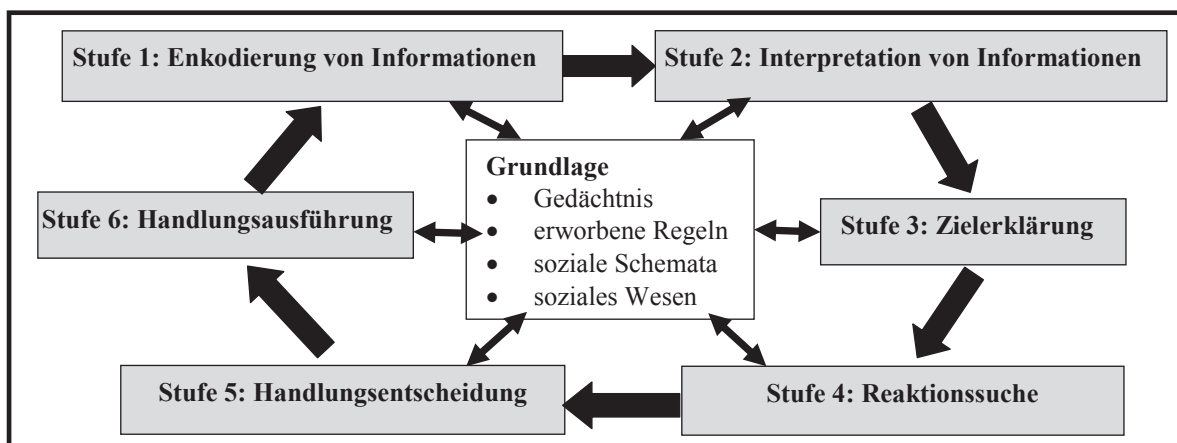 Stufe 1: Enkodierung von Informationen
Stufe 2: Interpretation von Informationen
Grundlage
• Gedächtnis
• erworbene Regeln
• soziale Schemata
• soziales Wesen
Stufe 6: Handlungsausführung
Stufe 3: Zielerklärung
Stufe 5: Handlungsentscheidung
Stufe 4: Reaktionssuche